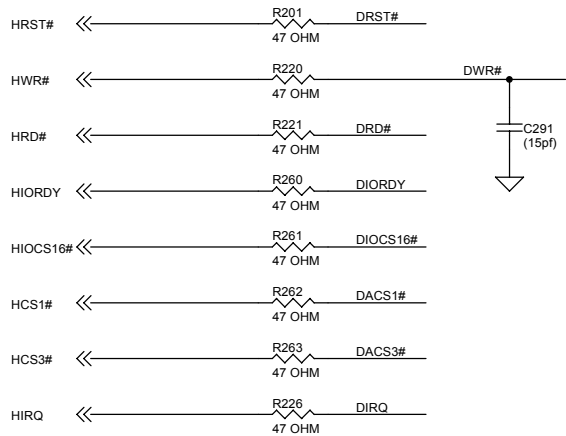 HRST# R201 DRST#
47 OHM
HWR# R220 DWR#
47 OHM
C291
(15pf)
HRD# R221 DRD#
47 OHM
HIORDY R260 DIORDY
47 OHM
HIOCS16# R261 DIOCS16#
47 OHM
HCS1# R262 DACS1#
47 OHM
HCS3# R263 DACS3#
47 OHM
HIRQ R226 DIRQ
47 OHM